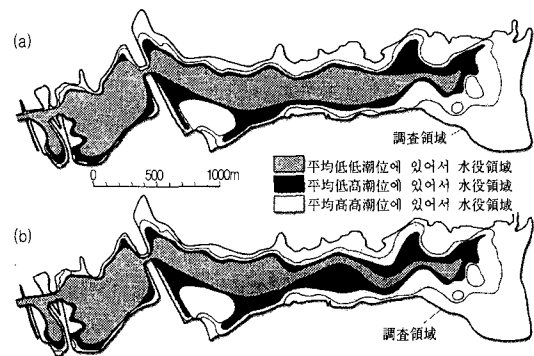 (a)
調査領域
0 500 1000m
平均低低潮位에 있어서 水役領域
平均低高潮位에 있어서 水役領域
平均高高潮位에 있어서 水役領域
(b)
調査領域